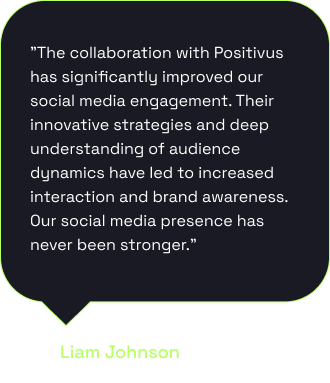 ”The collaboration with Positivus
has significantly improved our
social media engagement. Their
innovative strategies and deep
understanding of audience
dynamics have led to increased
interaction and brand awareness.
Our social media presence has
never been stronger.”
Liam Johnson